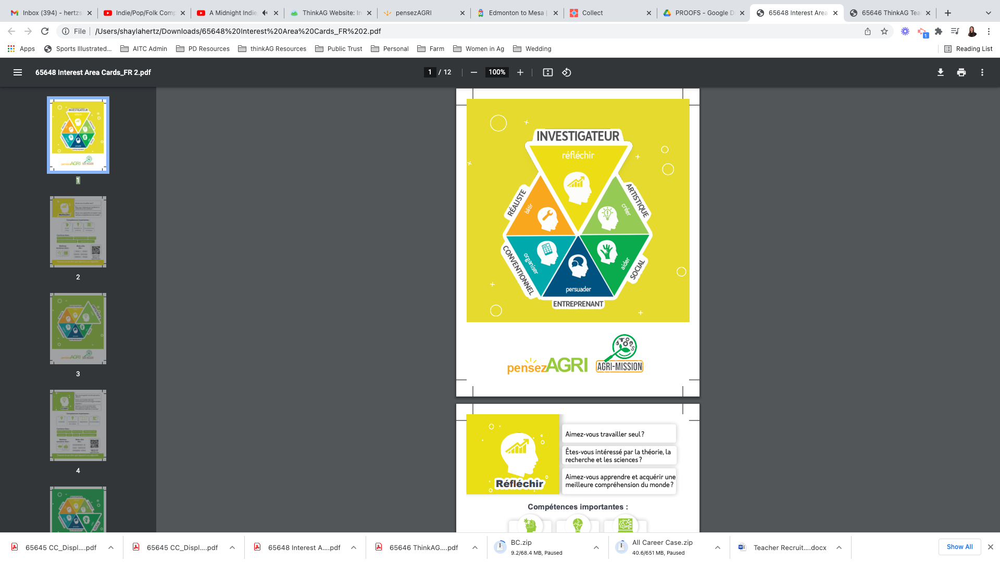 Inbox (394) - hertzs
Indie/Pop/Folk Comp
A Midnight Indie
ThinkAG Website: In
pensezAGRI
Edmonton to Mesa
Collect
PROOFS - Google D
65648 Interest Area
65646 ThinkAG Tea
File
/Users/shaylahertz/Downloads/65648%20Interest%20Area%20Cards_FR%202.pdf
1
Apps
Sports Illustrated...
AITC Admin
PD Resources
thinkAG Resources
Public Trust
Personal
Farm
Women in Ag
Wedding
Reading List
65648 Interest Area Cards_FR 2.pdf
1 / 12
100%
1
2
3
4
INVESTIGATEUR
réfléchir
RÉALISTE
bâtir
ARTISTIQUE
créer
CONVENTIONNEL
organiser
persuader
ENTREPRENANT
aider
SOCIAL
pensezAGRI
AGRI-MISSION
Réfléchir
Aimez-vous travailler seul ?
Êtes-vous intéressé par la théorie, la
recherche et les sciences ?
Aimez-vous apprendre et acquérir une
meilleure compréhension du monde ?
Compétences importantes :
65645 CC_Displ....pdf
65645 CC_Displ....pdf
65648 Interest A....pdf
65646 ThinkAG....pdf
BC.zip
9.2/68.4 MB, Paused
All Career Case.zip
40.6/651 MB, Paused
Teacher Recruit....docx
Show All